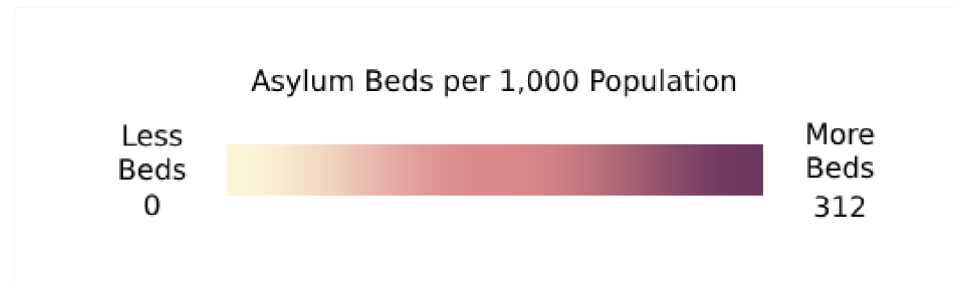 Asylum Beds per 1,000 Population
Less
Beds
0
More
Beds
312